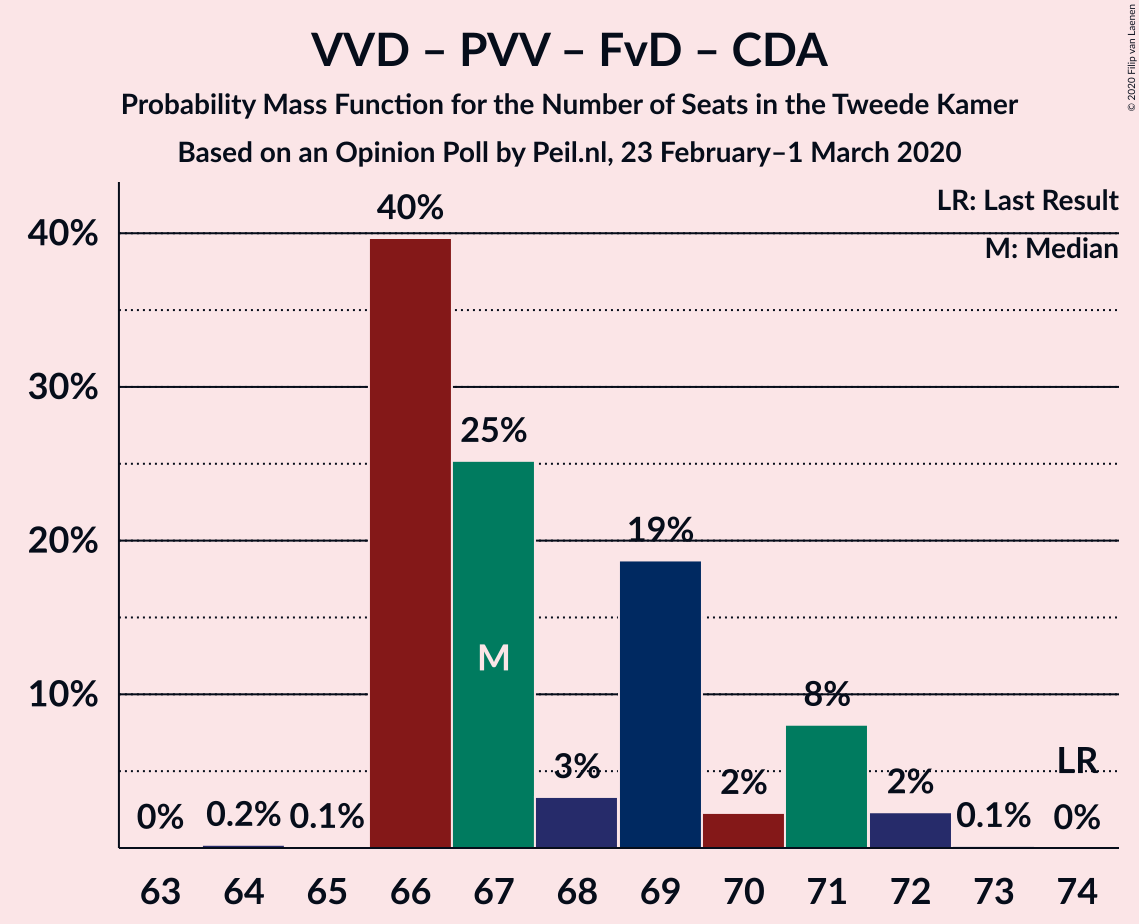 VVD – PVV – FvD – CDA
Probability Mass Function for the Number of Seats in the Tweede Kamer
Based on an Opinion Poll by Peil.nl, 23 February–1 March 2020
© 2020 Filip van Laenen
LR: Last Result
M: Median
40%
30%
20%
10%
0%
0.2%
0.1%
40%
25%
M
3%
19%
2%
8%
2%
0.1%
LR
0%
63 64 65 66 67 68 69 70 71 72 73 74